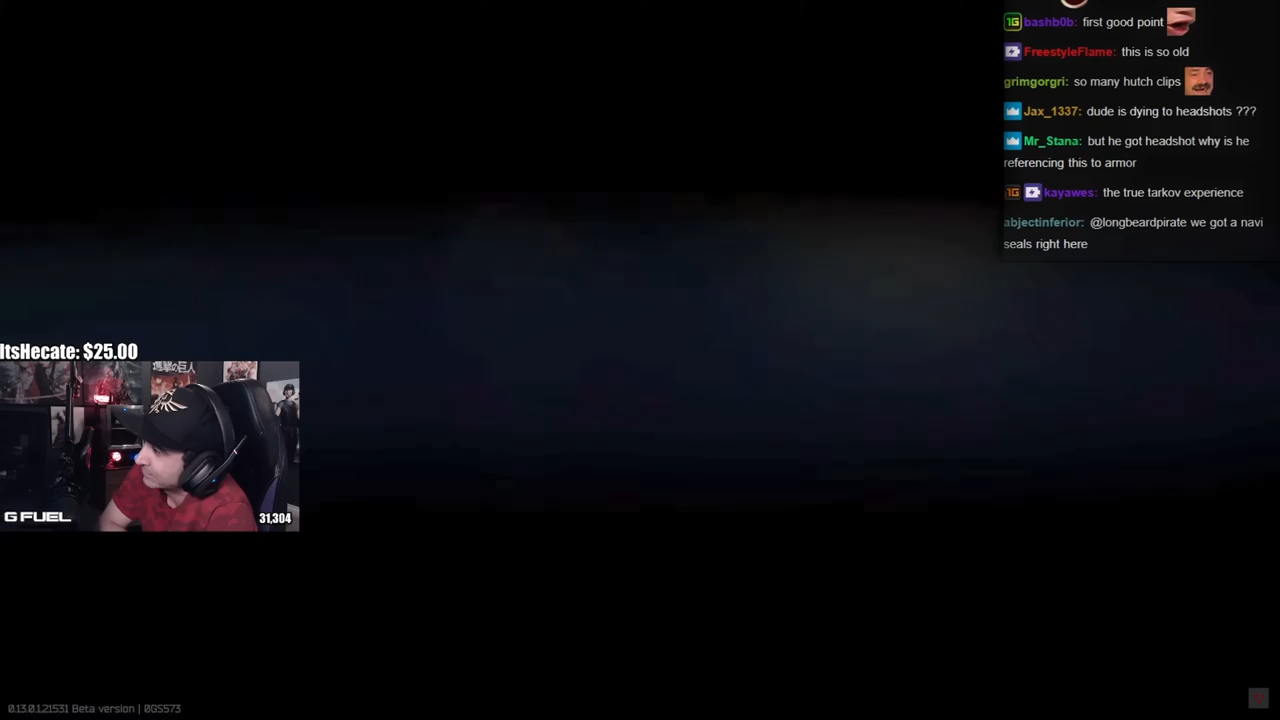 bashb0b: first good point
FreestyleFlame: this is so old
grimgorgri: so many hutch clips
Jax_1337: dude is dying to headshots ???
Mr_Stana: but he got headshot why is he
referencing this to armor
1G kayawes: the true tarkov experience
abjectinferior: @longbeardpirate we got a navi
seals right here
ItsHecate: $25.00
進撃の巨人
G FUEL
31,304
0.13.0.1.21531 Beta version | 0GS573